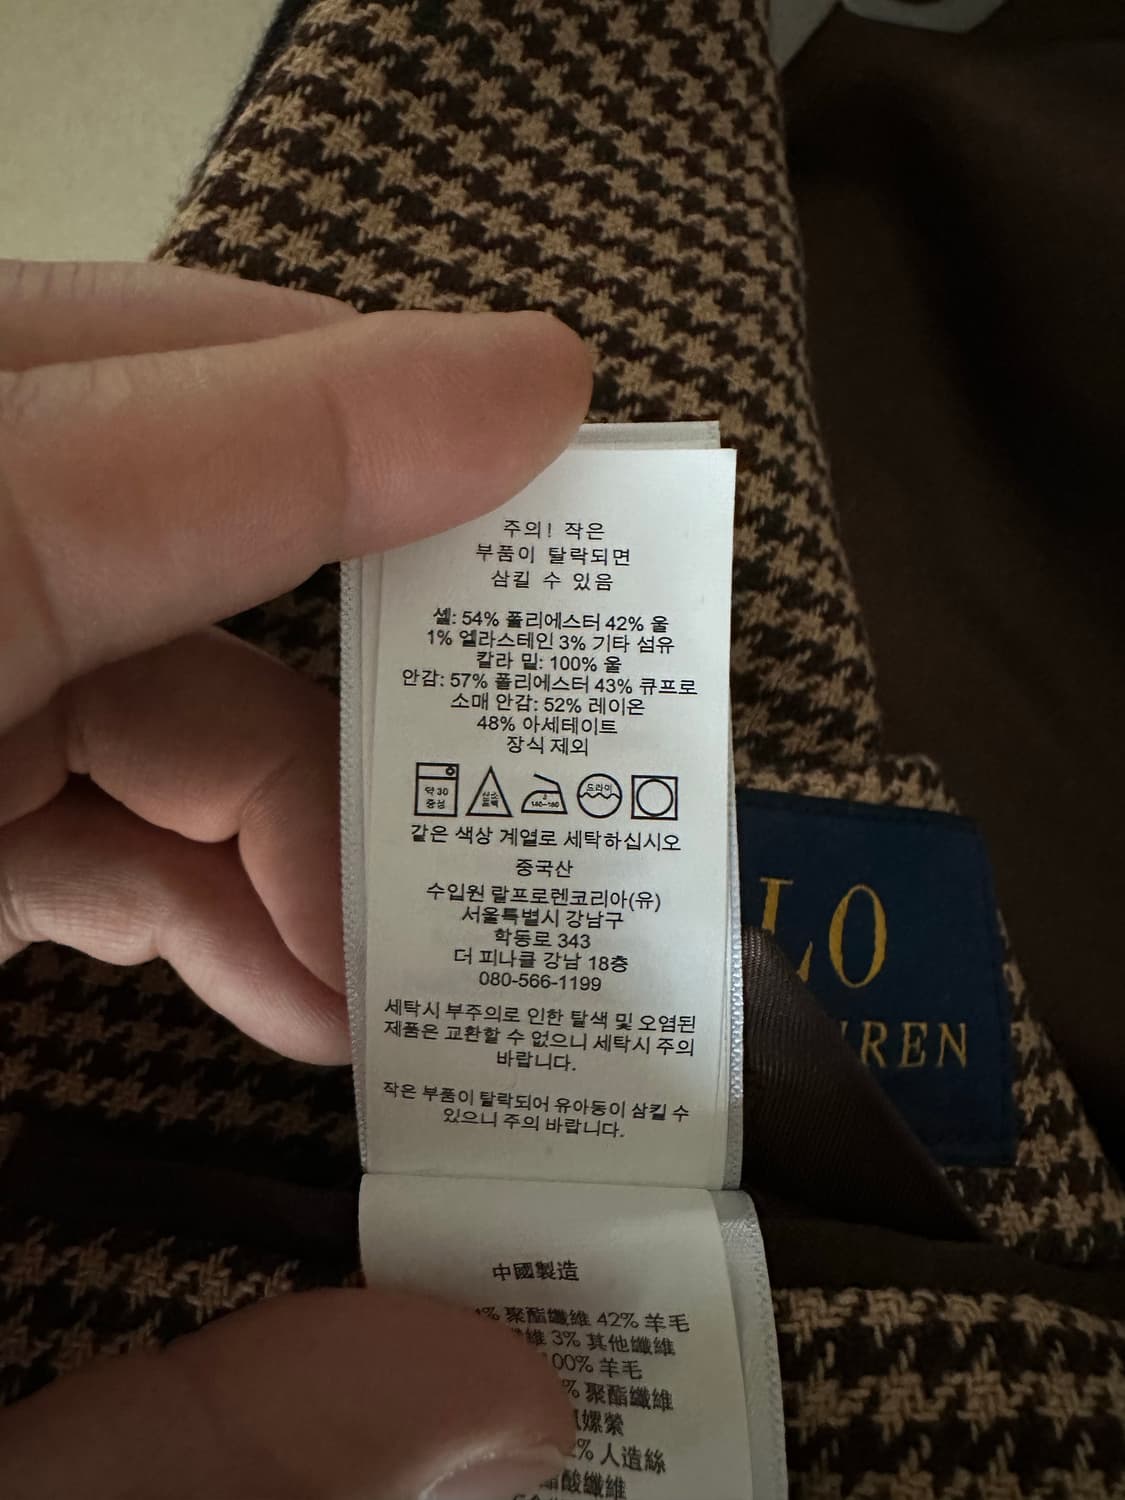 주의! 작은
부품이 탈락되면
삼킬 수 있음
셸: 54% 폴리에스터 42% 울
1% 엘라스테인 3% 기타 섬유
칼라 밑: 100% 울
안감: 57% 폴리에스터 43% 큐프로
소매 안감: 52% 레이온
48% 아세테이트
장식 제외
약 30
중성
산소
표백
180~160
드라이
같은 색상 계열로 세탁하십시오
중국산
수입원 랄프로렌코리아(유)
서울특별시 강남구
학동로 343
더 피나클 강남 18층
080-566-1199
세탁시 부주의로 인한 탈색 및 오염된
제품은 교환할 수 없으니 세탁시 주의
바랍니다.
작은 부품이 탈락되어 유아동이 삼킬 수
있으니 주의 바랍니다.
LO
REN
中國製造
% 聚酯纖維 42% 羊毛
維 3% 其他纖維
00% 羊毛
% 聚酯纖維
嫘縈
% 人造絲
酸纖維